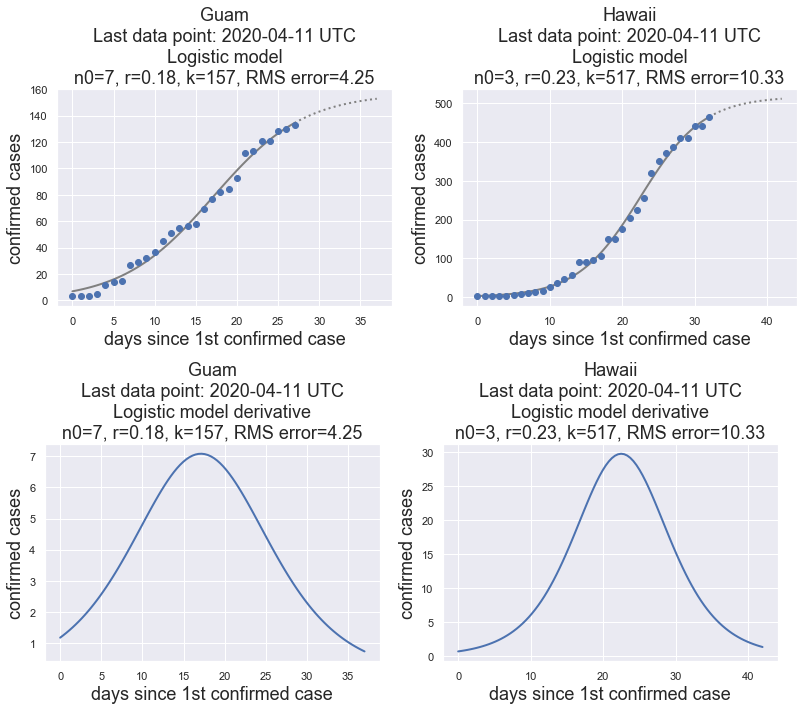 Guam
Last data point: 2020-04-11 UTC
Logistic model
n0=7, r=0.18, k=157, RMS error=4.25
160
140
120
100
80
60
40
20
0
confirmed cases
0 5 10 15 20 25 30 35
days since 1st confirmed case
Hawaii
Last data point: 2020-04-11 UTC
Logistic model
n0=3, r=0.23, k=517, RMS error=10.33
500
400
300
200
100
0
confirmed cases
0 10 20 30 40
days since 1st confirmed case
Guam
Last data point: 2020-04-11 UTC
Logistic model derivative
n0=7, r=0.18, k=157, RMS error=4.25
7
6
5
4
3
2
1
confirmed cases
0 5 10 15 20 25 30 35
days since 1st confirmed case
Hawaii
Last data point: 2020-04-11 UTC
Logistic model derivative
n0=3, r=0.23, k=517, RMS error=10.33
30
25
20
15
10
5
0
confirmed cases
0 10 20 30 40
days since 1st confirmed case